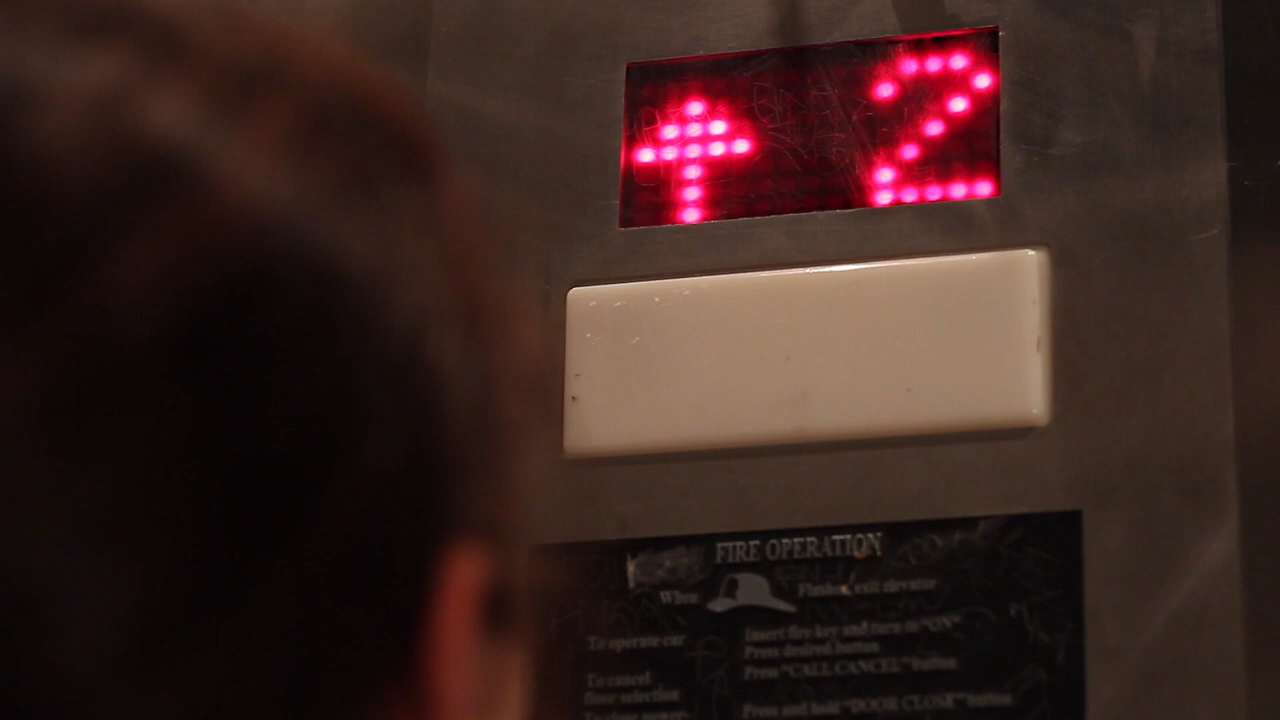 ↑ 2
FIRE OPERATION
When Flashes, exit elevator
To operate car
Insert fire key and turn to "ON"
Press desired button
Press "CALL CANCEL" button
To cancel
floor selection
Press and hold "DOOR CLOSE" button